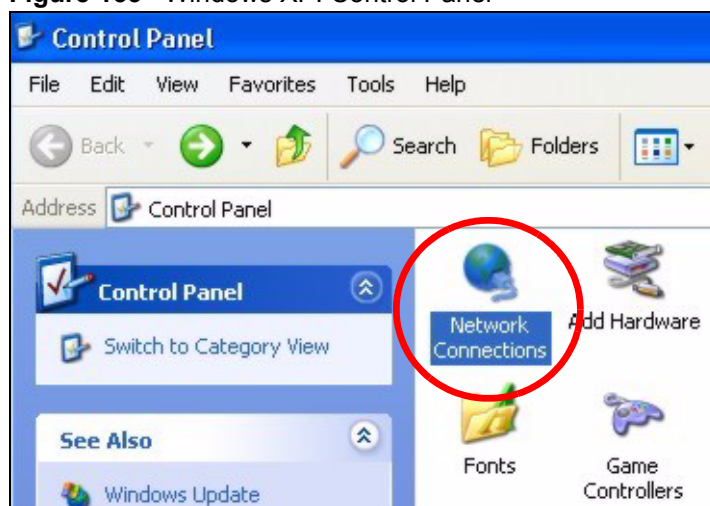 Control Panel
File Edit View Favorites Tools Help
Back Search Folders
Address Control Panel
Control Panel
Switch to Category View
See Also
Windows Update
Network
Connections
Add Hardware
Fonts
Game
Controllers